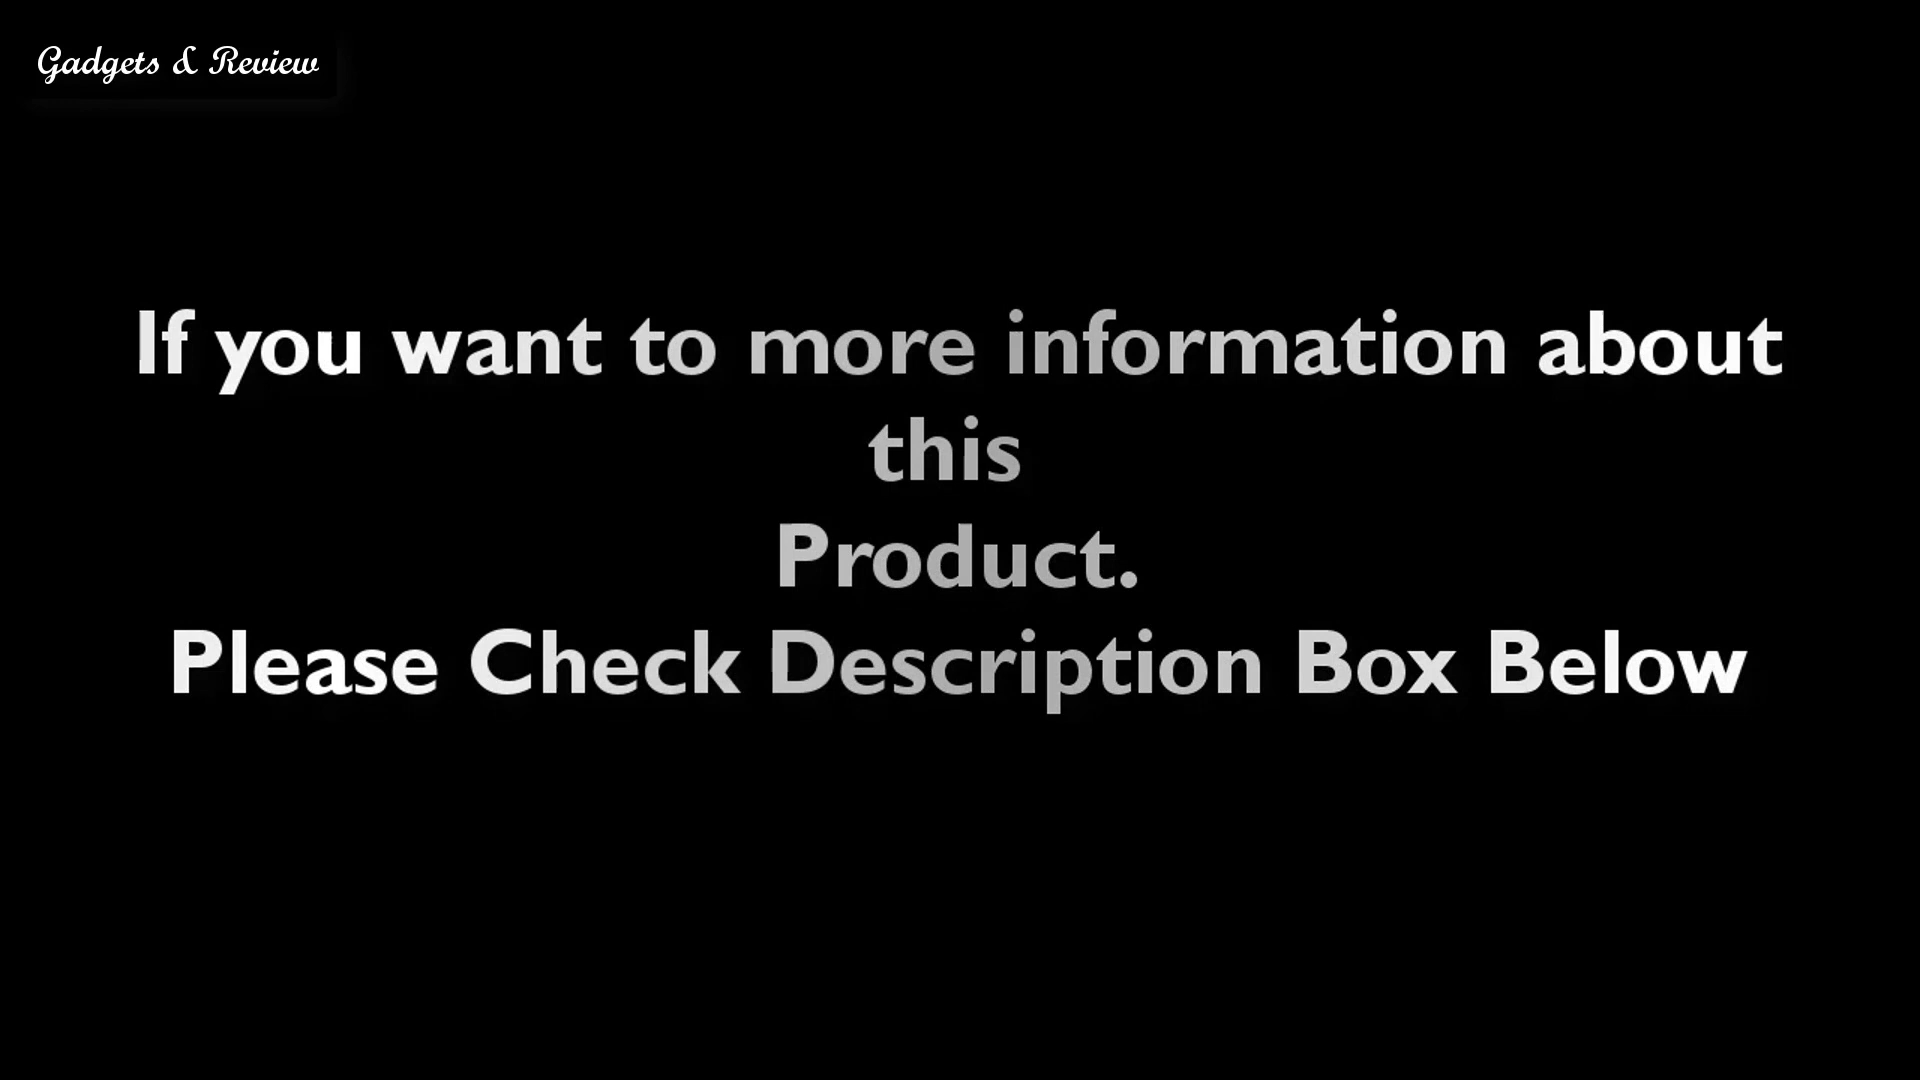 Gadgets & Review
If you want to more information about
this
Product.
Please Check Description Box Below